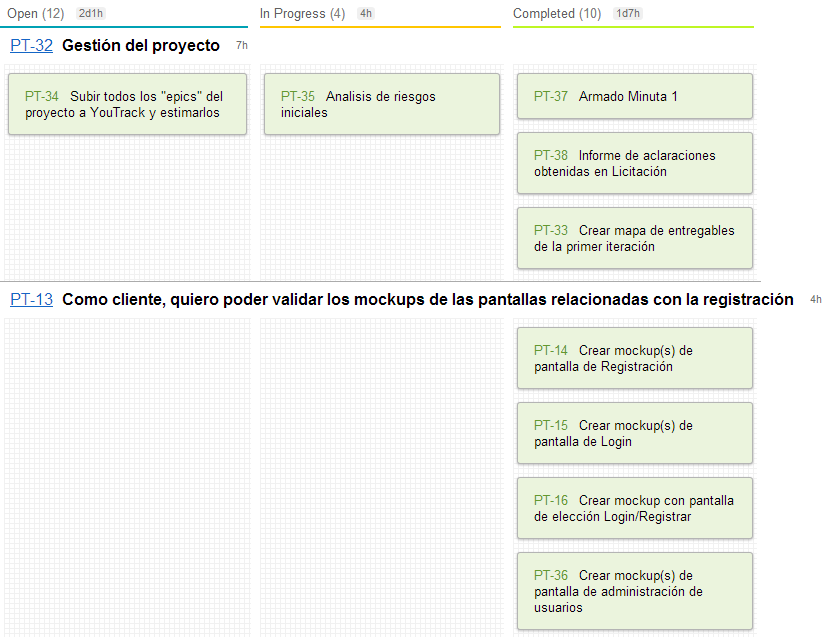 Open (12) 2d1h In Progress (4) 4h Completed (10) 1d7h
PT-32 Gestión del proyecto 7h
PT-34 Subir todos los "epics" del
proyecto a YouTrack y estimarlos
PT-35 Analisis de riesgos
iniciales
PT-37 Armado Minuta 1
PT-38 Informe de aclaraciones
obtenidas en Licitación
PT-33 Crear mapa de entregables
de la primer iteración
PT-13 Como cliente, quiero poder validar los mockups de las pantallas relacionadas con la registración 4h
PT-14 Crear mockup(s) de
pantalla de Registración
PT-15 Crear mockup(s) de
pantalla de Login
PT-16 Crear mockup con pantalla
de elección Login/Registrar
PT-36 Crear mockup(s) de
pantalla de administración de
usuarios